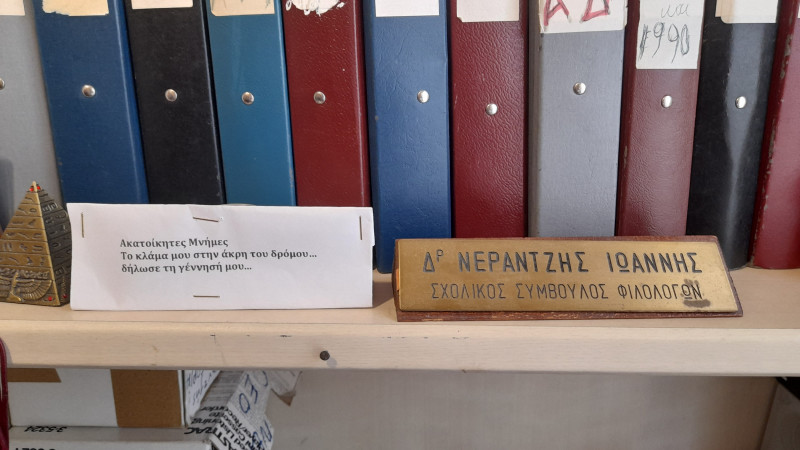 ΑΔ
1990
Ακατοίκητες Μνήμες
Το κλάμα μου στην άκρη του δρόμου...
δήλωσε τη γέννησή μου...
Δρ ΝΕΡΑΝΤΖΗΣ ΙΩΑΝΝΗΣ
ΣΧΟΛΙΚΟΣ ΣΥΜΒΟΥΛΟΣ ΦΙΛΟΛΟΓΩΝ